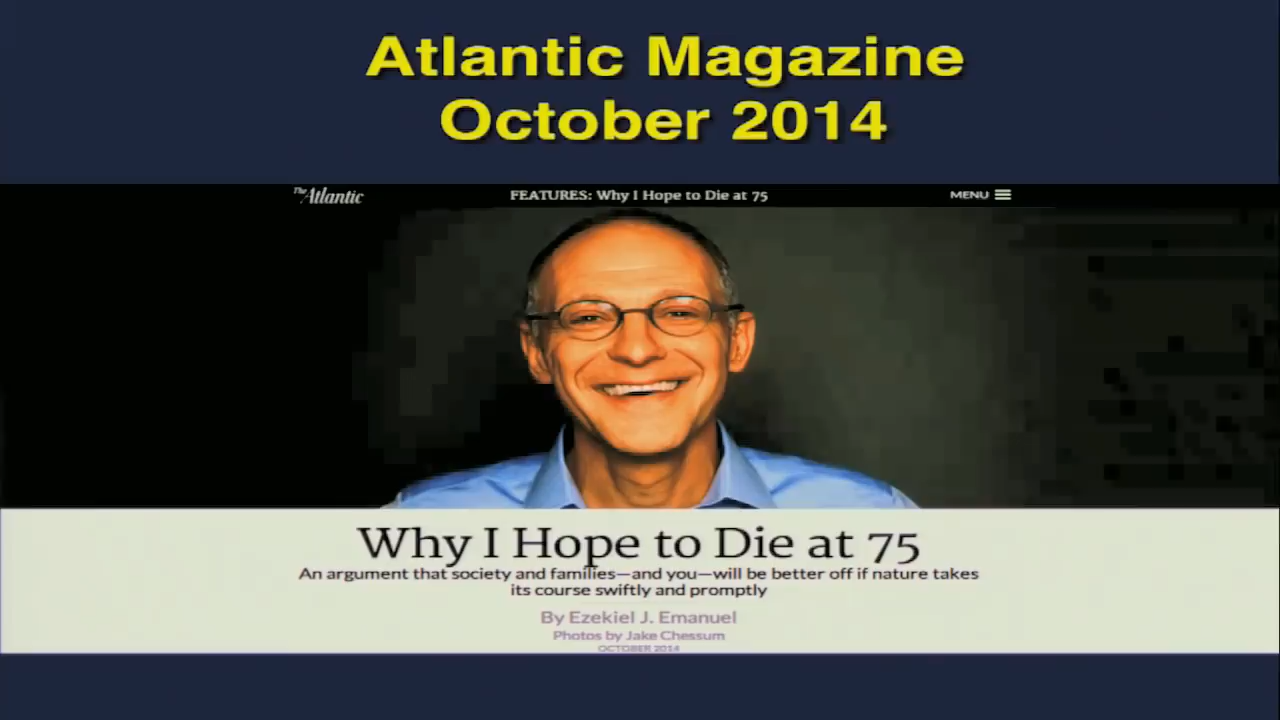 Atlantic Magazine
October 2014
The Atlantic
FEATURES: Why I Hope to Die at 75
MENU
Why I Hope to Die at 75
An argument that society and families—and you—will be better off if nature takes
its course swiftly and promptly
By Ezekiel J. Emanuel
Photos by Jake Chessum
OCTOBER 2014